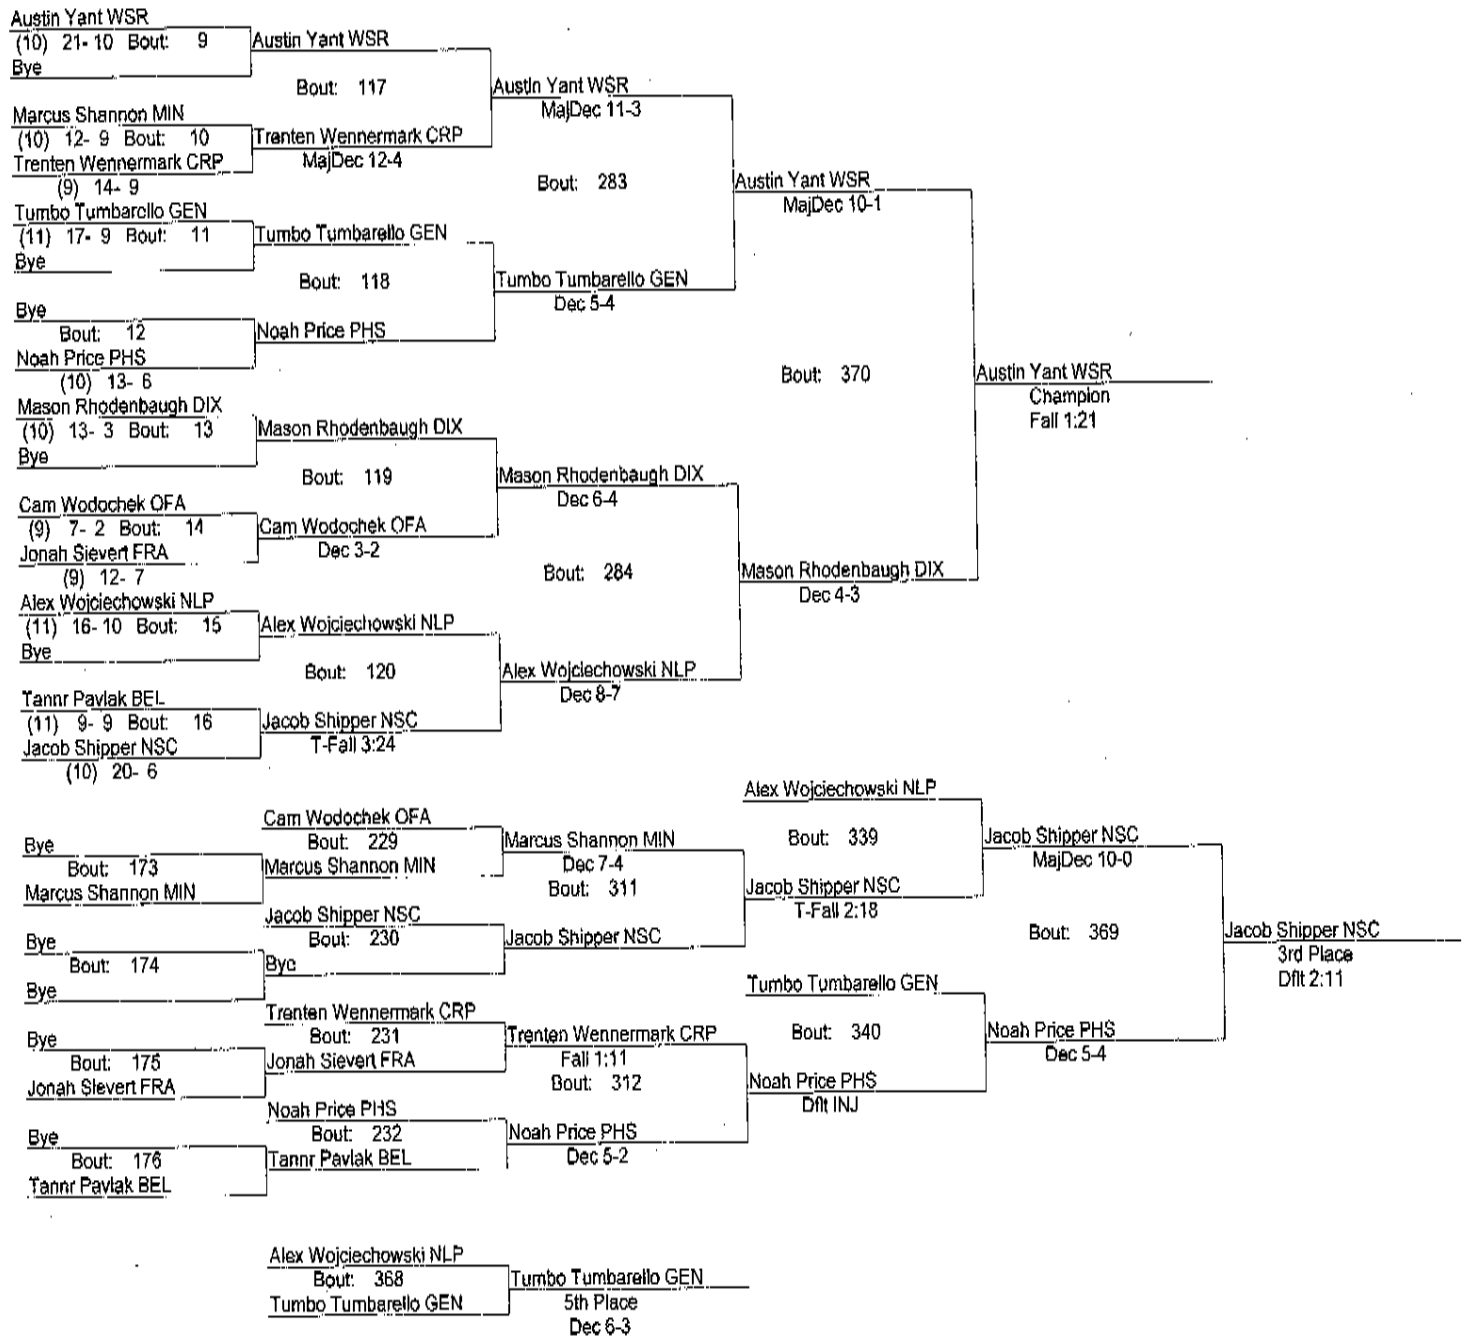 Austin Yant WSR
(10) 21- 10 Bout: 9
Bye
Austin Yant WSR
Bout: 117
Marcus Shannon MIN
(10) 12- 9 Bout: 10
Trenten Wennermark CRP
(9) 14- 9
Trenten Wennermark CRP
MajDec 12-4
Austin Yant WSR
MajDec 11-3
Bout: 283
Tumbo Tumbarello GEN
(11) 17- 9 Bout: 11
Bye
Tumbo Tumbarello GEN
Bout: 118
Bye
Bout: 12
Noah Price PHS
(10) 13- 6
Noah Price PHS
Tumbo Tumbarello GEN
Dec 5-4
Austin Yant WSR
MajDec 10-1
Bout: 370
Austin Yant WSR
Champion
Fall 1:21
Mason Rhodenbaugh DIX
(10) 13- 3 Bout: 13
Bye
Mason Rhodenbaugh DIX
Bout: 119
Cam Wodochek OFA
(9) 7- 2 Bout: 14
Jonah Sievert FRA
(9) 12- 7
Cam Wodochek OFA
Dec 3-2
Mason Rhodenbaugh DIX
Dec 6-4
Bout: 284
Mason Rhodenbaugh DIX
Dec 4-3
Alex Wojciechowski NLP
(11) 16- 10 Bout: 15
Bye
Alex Wojciechowski NLP
Bout: 120
Tannr Pavlak BEL
(11) 9- 9 Bout: 16
Jacob Shipper NSC
(10) 20- 6
Jacob Shipper NSC
T-Fall 3:24
Alex Wojciechowski NLP
Dec 8-7
Bye
Bout: 173
Marcus Shannon MIN
Cam Wodochek OFA
Bout: 229
Marcus Shannon MIN
Marcus Shannon MIN
Dec 7-4
Bout: 311
Bye
Bout: 174
Bye
Jacob Shipper NSC
Bout: 230
Bye
Jacob Shipper NSC
Alex Wojciechowski NLP
Bout: 339
Jacob Shipper NSC
T-Fall 2:18
Jacob Shipper NSC
MajDec 10-0
Bout: 369
Jacob Shipper NSC
3rd Place
Dflt 2:11
Bye
Bout: 175
Jonah Sievert FRA
Trenten Wennermark CRP
Bout: 231
Jonah Sievert FRA
Trenten Wennermark CRP
Fall 1:11
Bout: 312
Bye
Bout: 176
Tannr Pavlak BEL
Noah Price PHS
Bout: 232
Tannr Pavlak BEL
Noah Price PHS
Dec 5-2
Tumbo Tumbarello GEN
Bout: 340
Noah Price PHS
Dflt INJ
Noah Price PHS
Dec 5-4
Alex Wojciechowski NLP
Bout: 368
Tumbo Tumbarello GEN
Tumbo Tumbarello GEN
5th Place
Dec 6-3